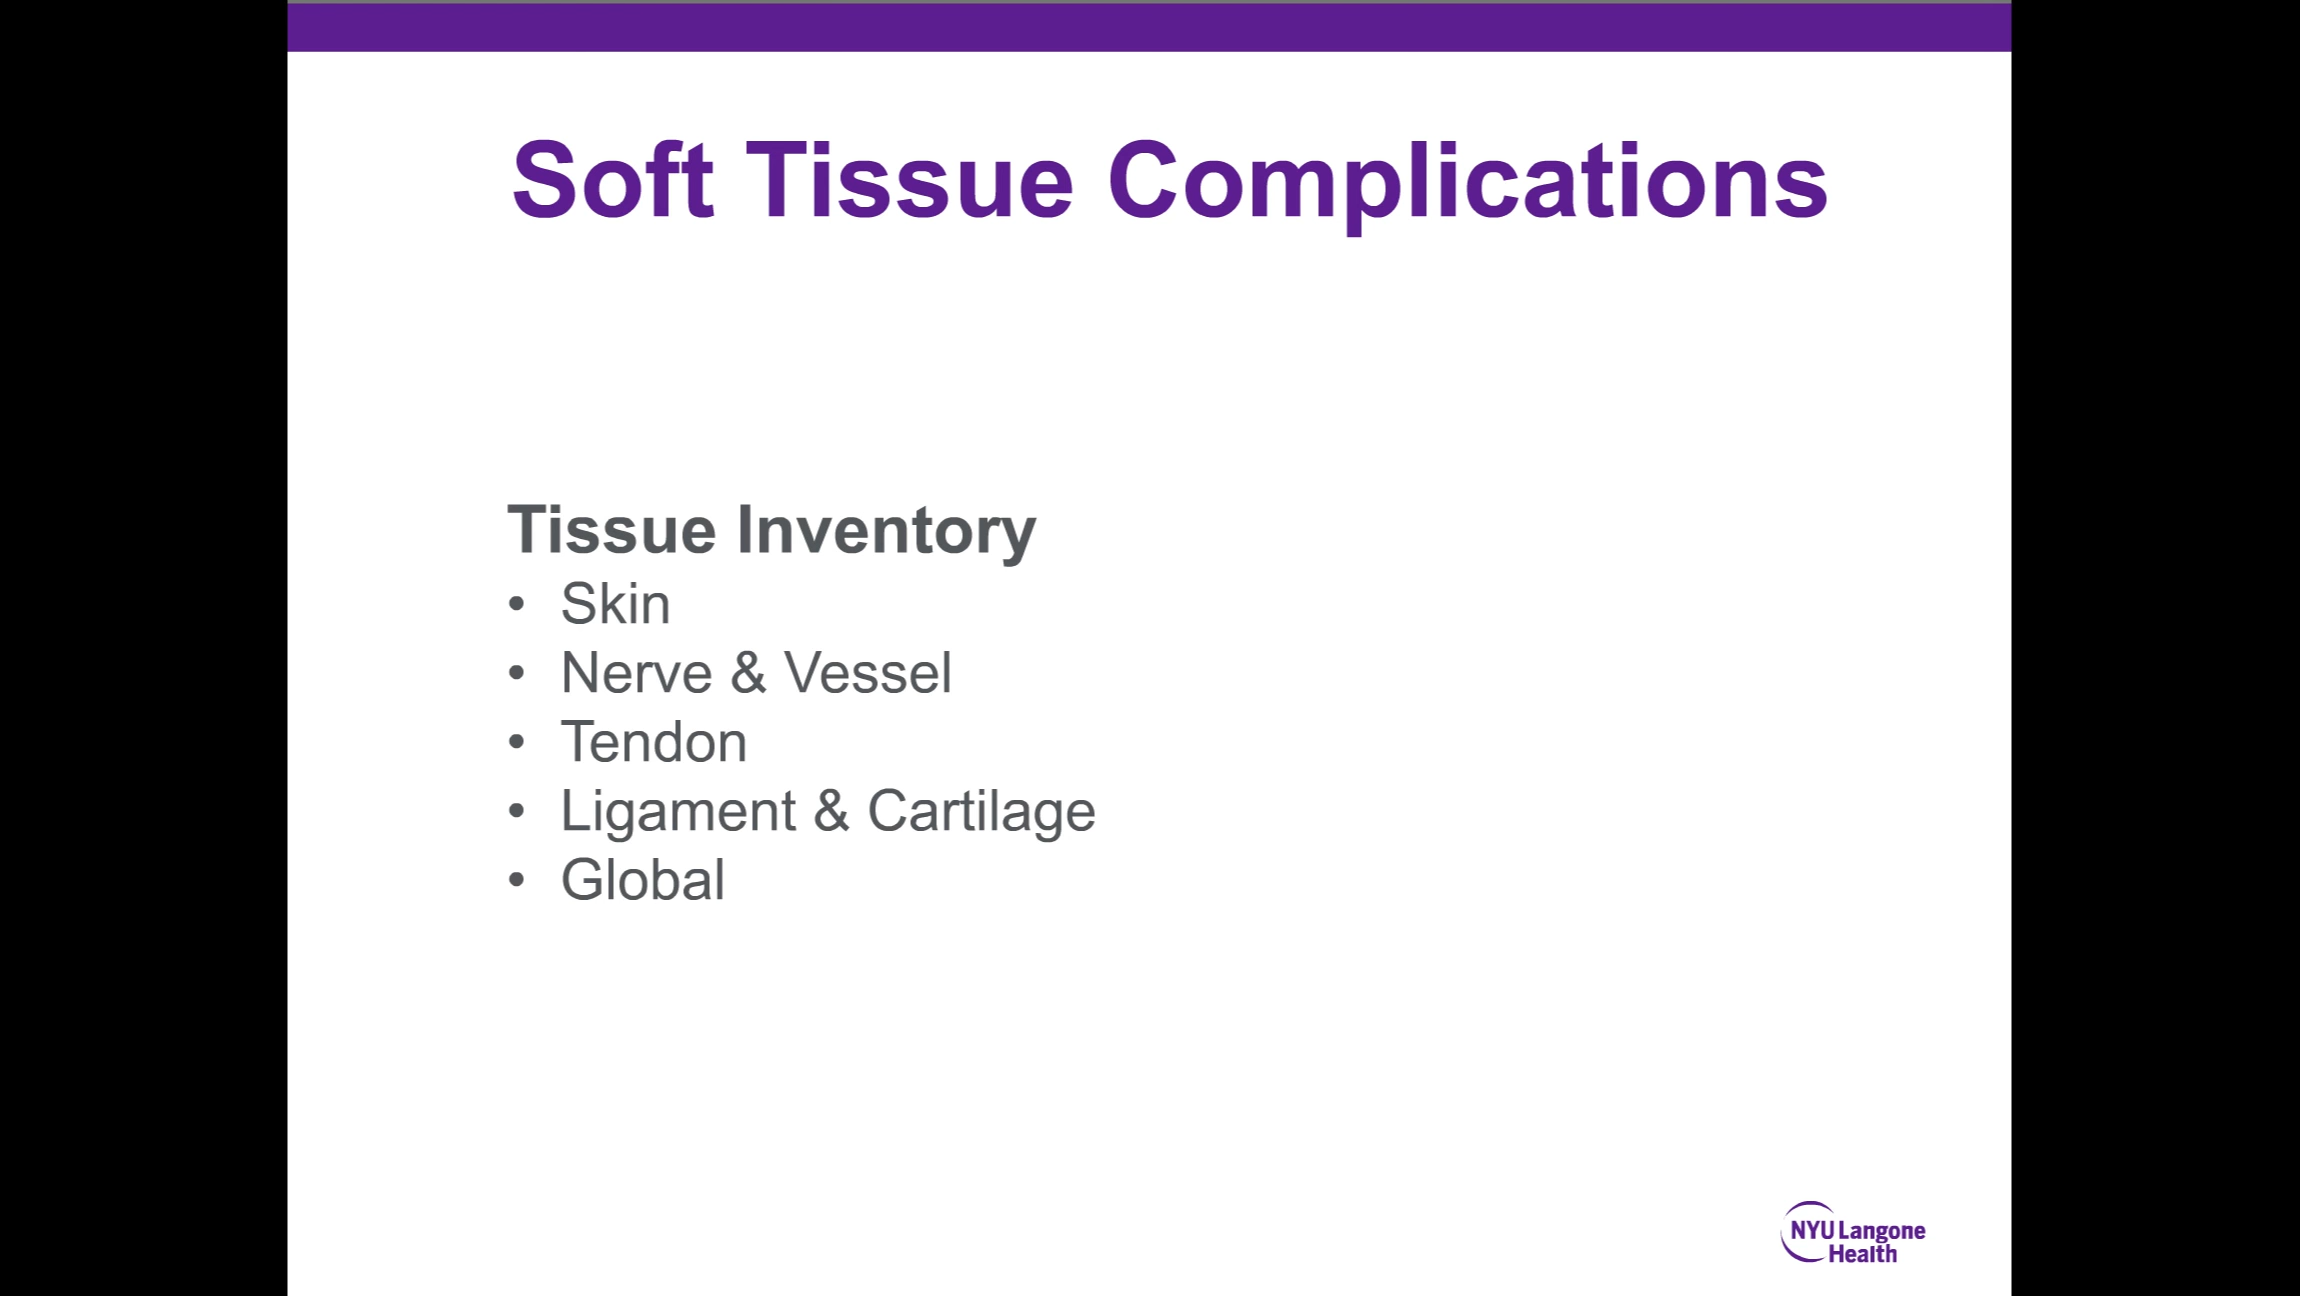 Soft Tissue Complications
Tissue Inventory
• Skin
• Nerve & Vessel
• Tendon
• Ligament & Cartilage
• Global
NYU Langone
Health